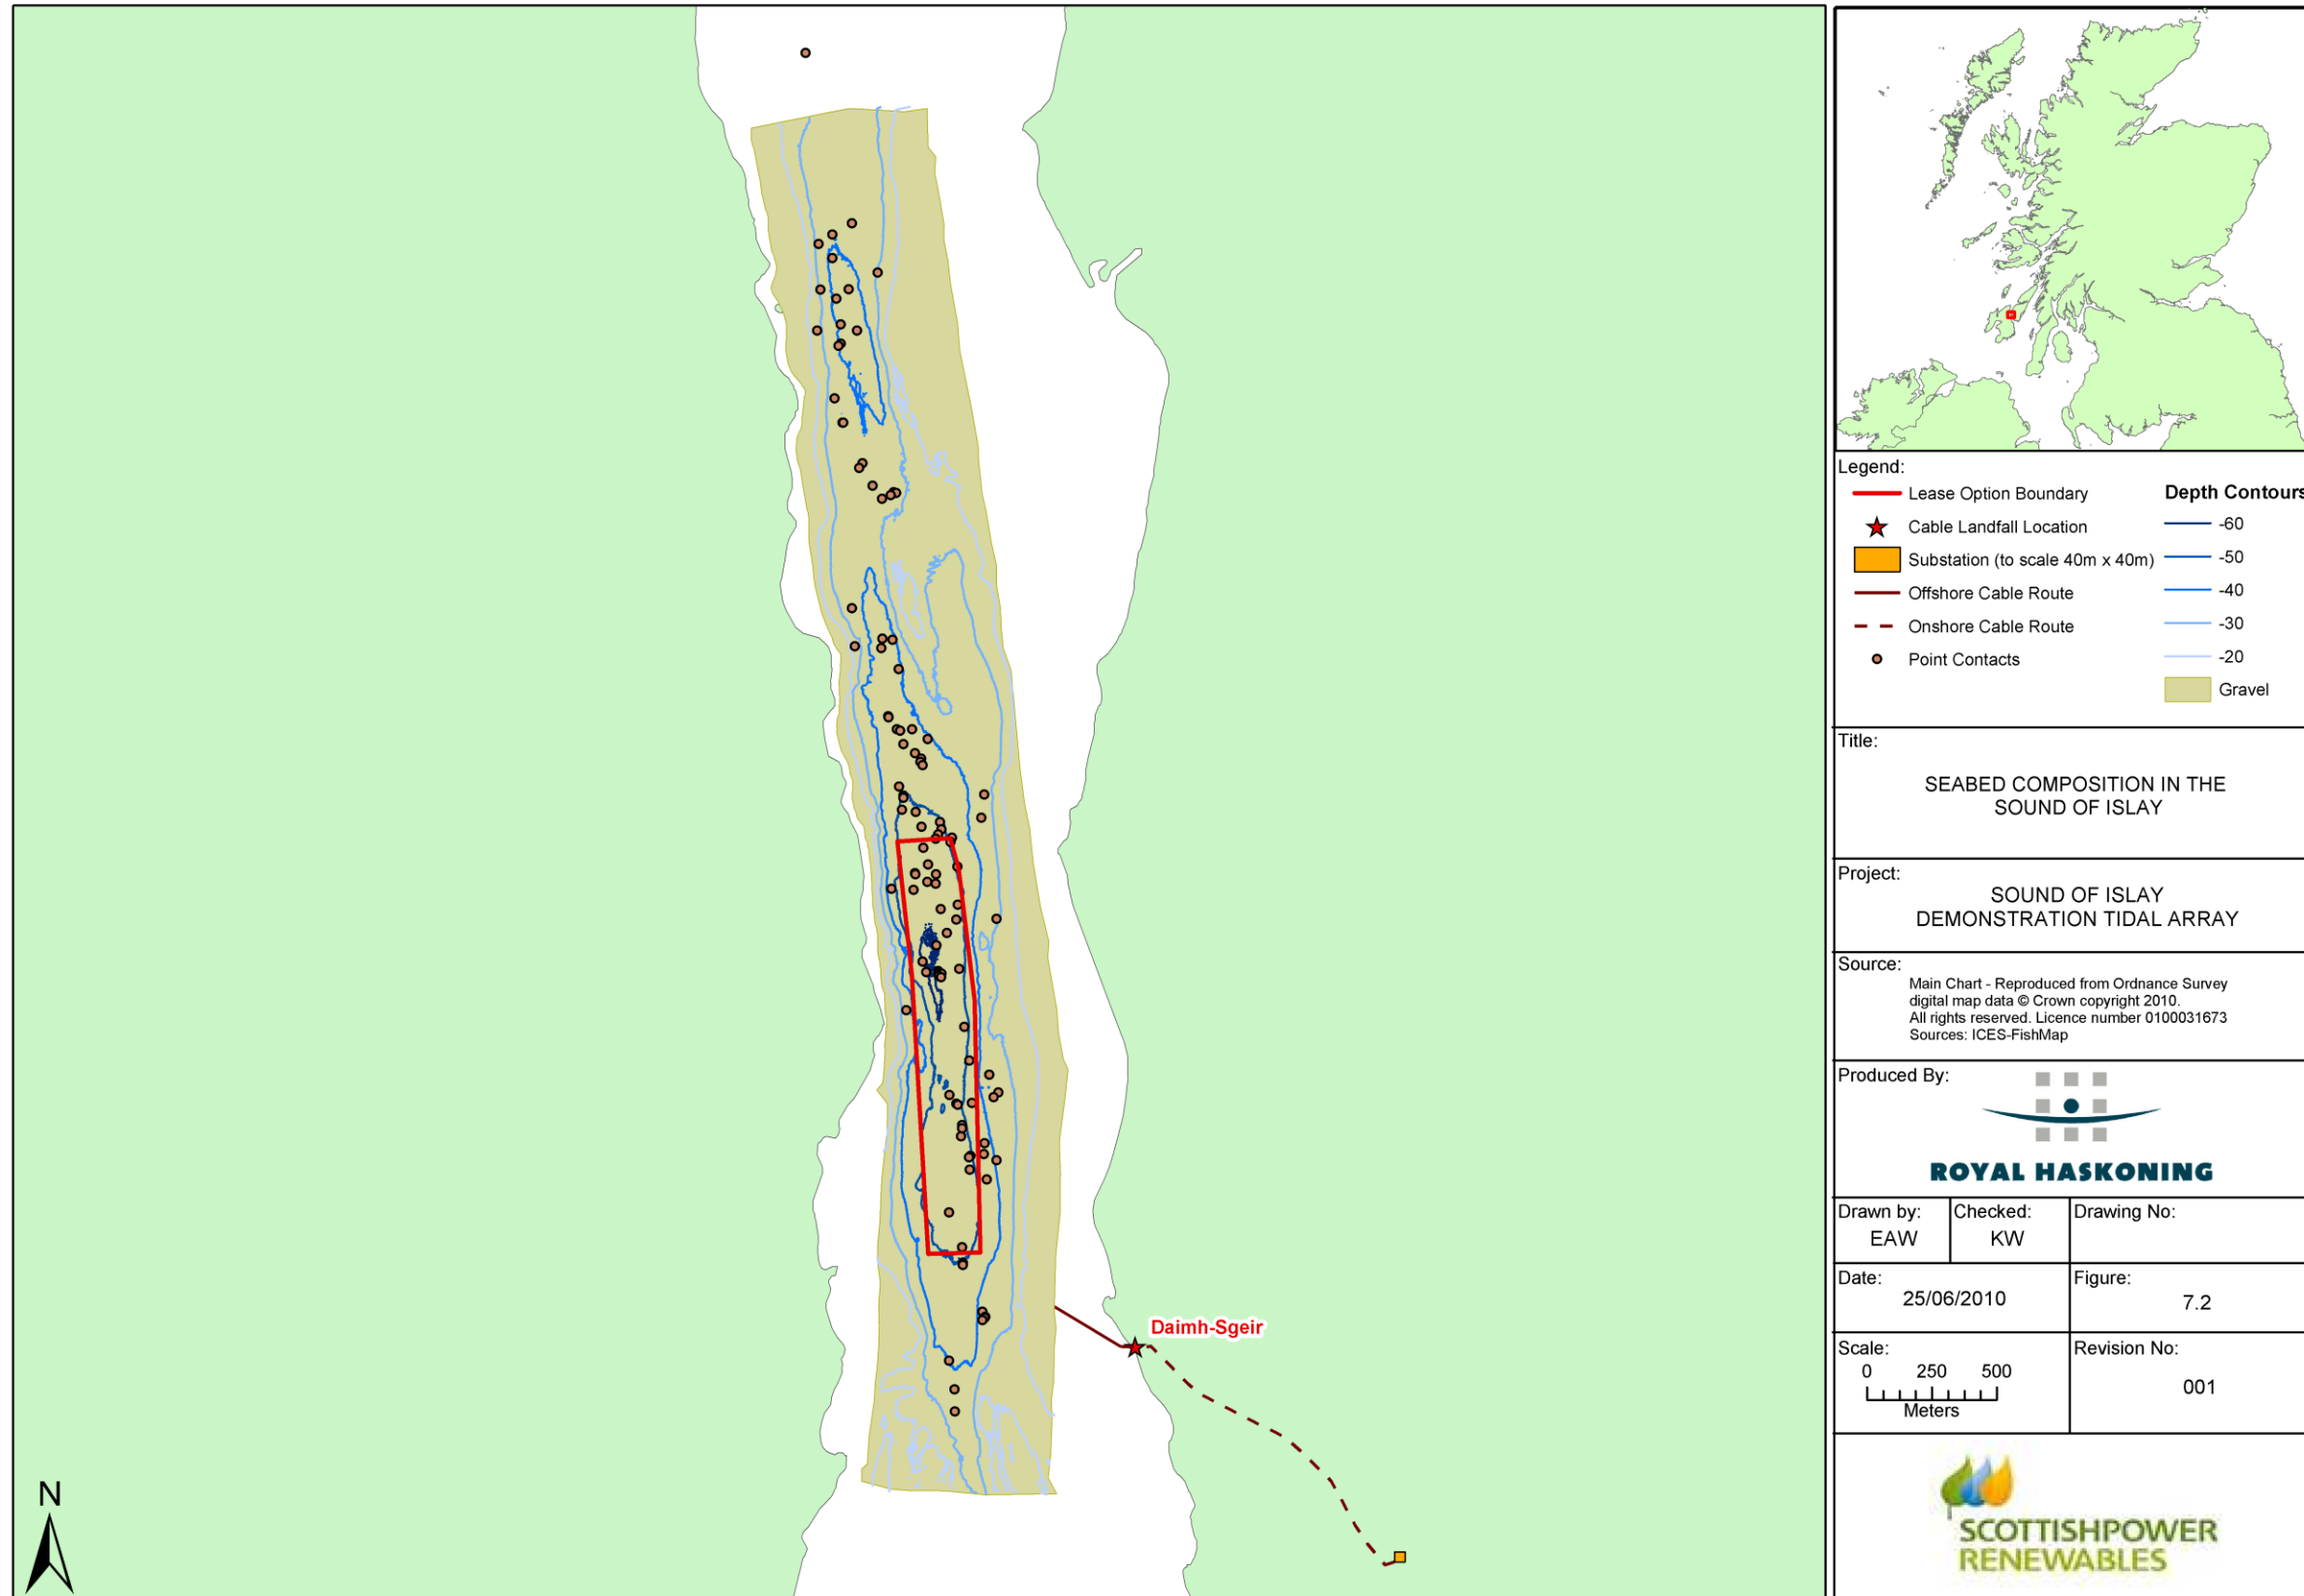 Daimh-Sgeir
N
Legend:
Lease Option Boundary
Cable Landfall Location
Substation (to scale 40m x 40m)
Offshore Cable Route
Onshore Cable Route
Point Contacts
Depth Contours
-60
-50
-40
-30
-20
Gravel
Title:
SEABED COMPOSITION IN THE
SOUND OF ISLAY
Project:
SOUND OF ISLAY
DEMONSTRATION TIDAL ARRAY
Source:
Main Chart - Reproduced from Ordnance Survey
digital map data © Crown copyright 2010.
All rights reserved. Licence number 0100031673
Sources: ICES-FishMap
Produced By:
ROYAL HASKONING
Drawn by:
EAW
Checked:
KW
Drawing No:
Date:
25/06/2010
Figure:
7.2
Scale:
0 250 500
Meters
Revision No:
001
SCOTTISHPOWER
RENEWABLES